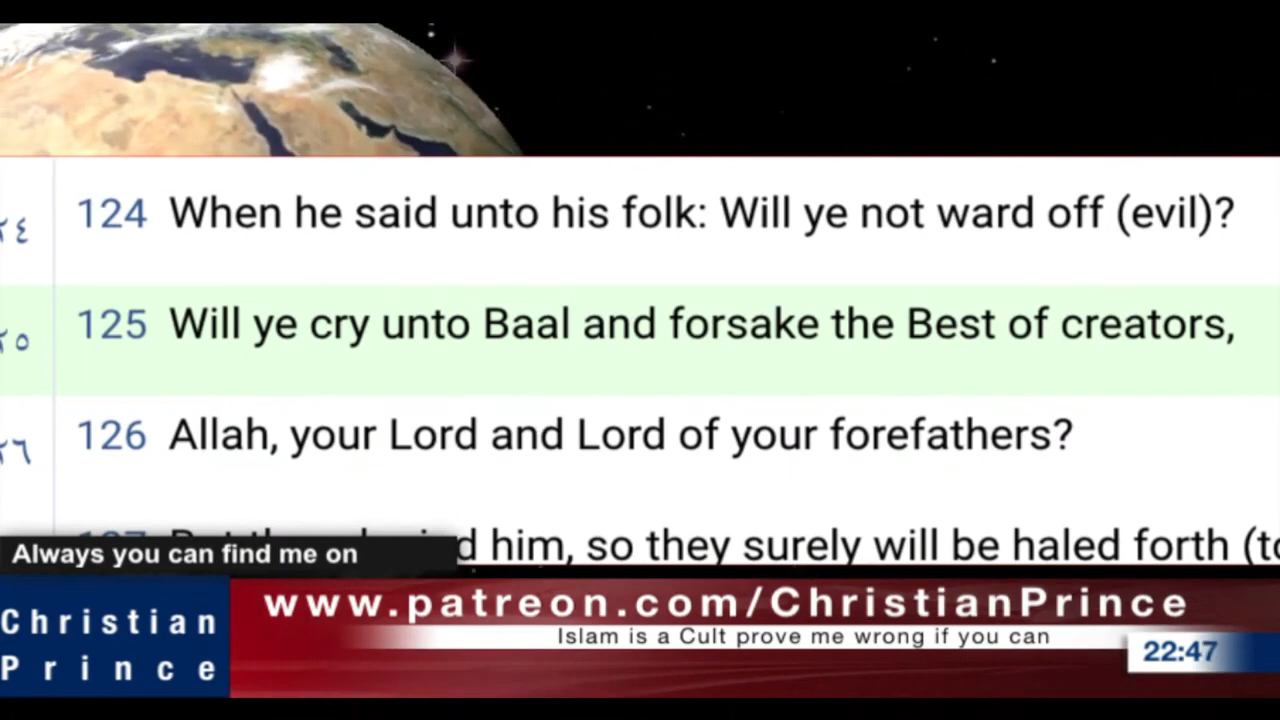 124 When he said unto his folk: Will ye not ward off (evil)?
125 Will ye cry unto Baal and forsake the Best of creators,
126 Allah, your Lord and Lord of your forefathers?
him, so they surely will be haled forth
Always you can find me on
www.patreon.com/ChristianPrince
Islam is a Cult prove me wrong if you can
Christian
Prince
22:47